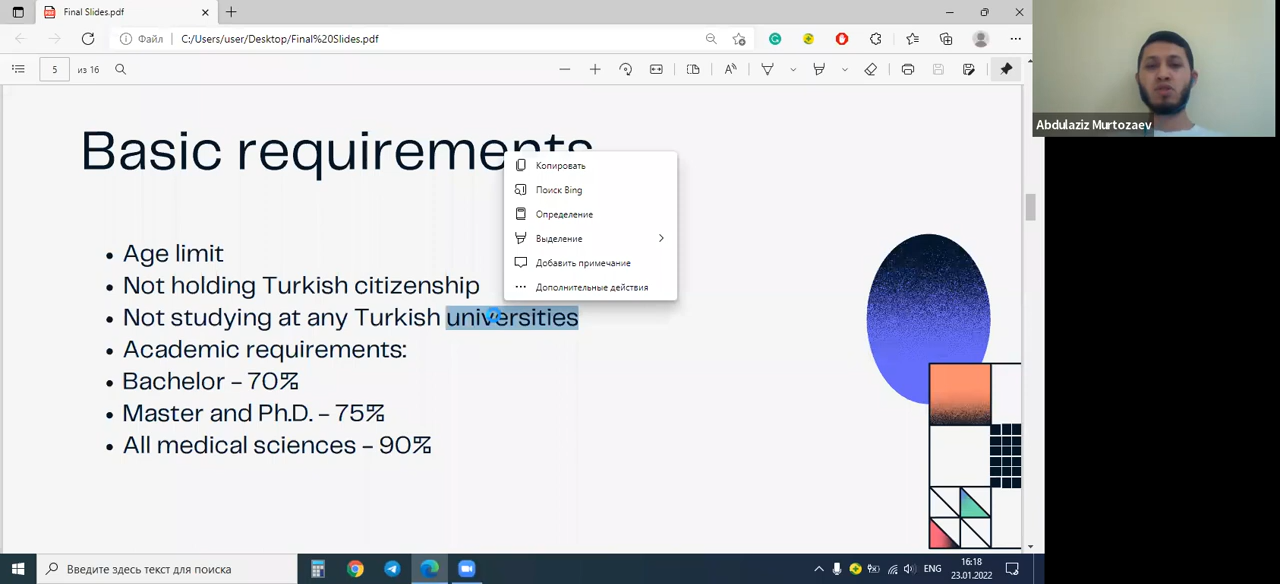 Final Slides.pdf
Файл
C:/Users/user/Desktop/Final%20Slides.pdf
5
из 16
Abdulaziz Murtozaev
Basic requirements
Копировать
Поиск Bing
Определение
Выделение
Добавить примечание
Дополнительные действия
• Age limit
• Not holding Turkish citizenship
• Not studying at any Turkish universities
• Academic requirements:
• Bachelor - 70%
• Master and Ph.D. - 75%
• All medical sciences - 90%
Введите здесь текст для поиска
ENG
16:18
23.01.2022